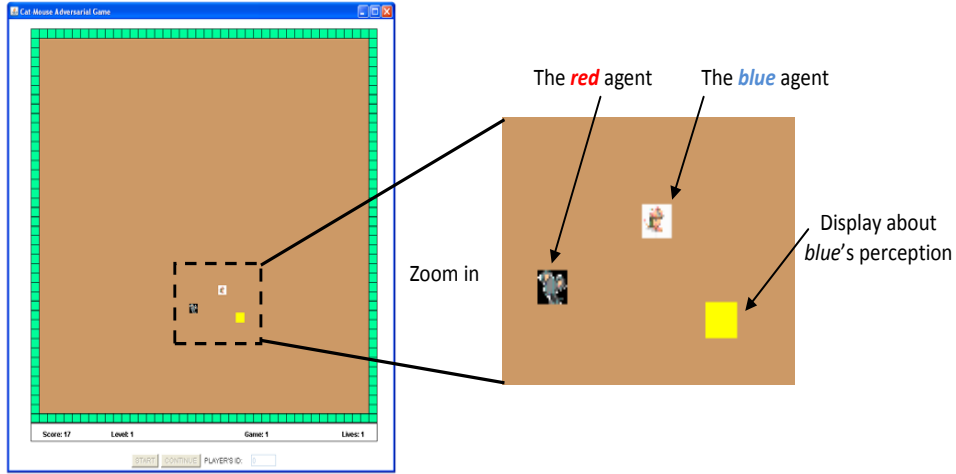 Cat Mouse Adversarial Game
The red agent
The blue agent
Display about
blue's perception
Zoom in
Score: 17 Level: 1 Game: 1 Lives: 1
START CONTINUE PLAYER'S ID: